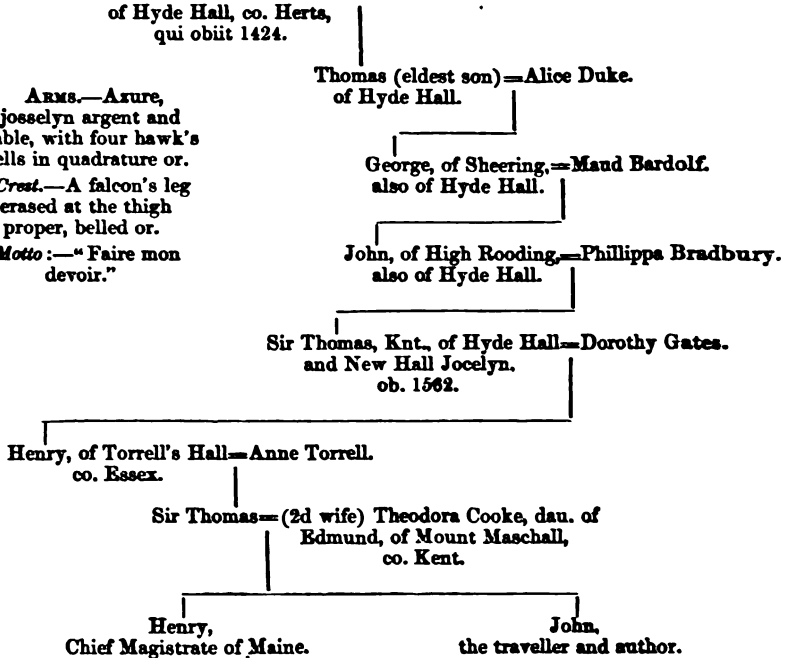 of Hyde Hall, co. Herts,
qui obiit 1424.
Thomas (eldest son)=Alice Duke.
of Hyde Hall.
ARMS.—Azure,
josselyn argent and
able, with four hawk's
ells in quadrature or.
Crest.—A falcon's leg
erased at the thigh
proper, belled or.
Motto:—"Faire mon
devoir."
George, of Sheering,=Maud Bardolf.
also of Hyde Hall.
John, of High Rooding,=Phillippa Bradbury.
also of Hyde Hall.
Sir Thomas, Knt., of Hyde Hall=Dorothy Gates.
and New Hall Jocelyn.
ob. 1562.
Henry, of Torrell's Hall=Anne Torrell.
co. Essex.
Sir Thomas=(2d wife) Theodora Cooke, dau. of
Edmund, of Mount Maschall,
co. Kent.
Henry,
Chief Magistrate of Maine.
John,
the traveller and author.